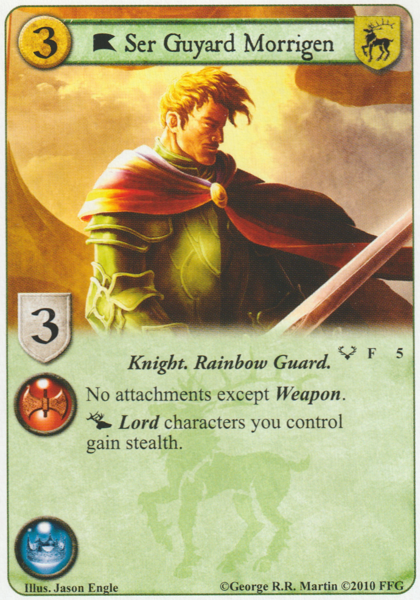 3
Ser Guyard Morrigen
3
F 5
Knight. Rainbow Guard.
No attachments except Weapon.
Lord characters you control
gain stealth.
Illus. Jason Engle
©George R.R. Martin ©2010 FFG